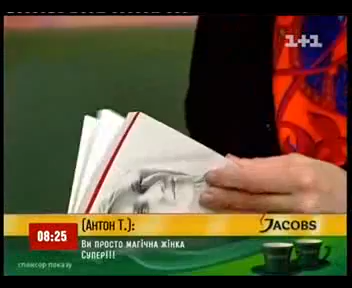 1+1
08:25
(Антон Т.):
JACOBS
Ви просто магічна жінка
Супер!!!
спонсор показу